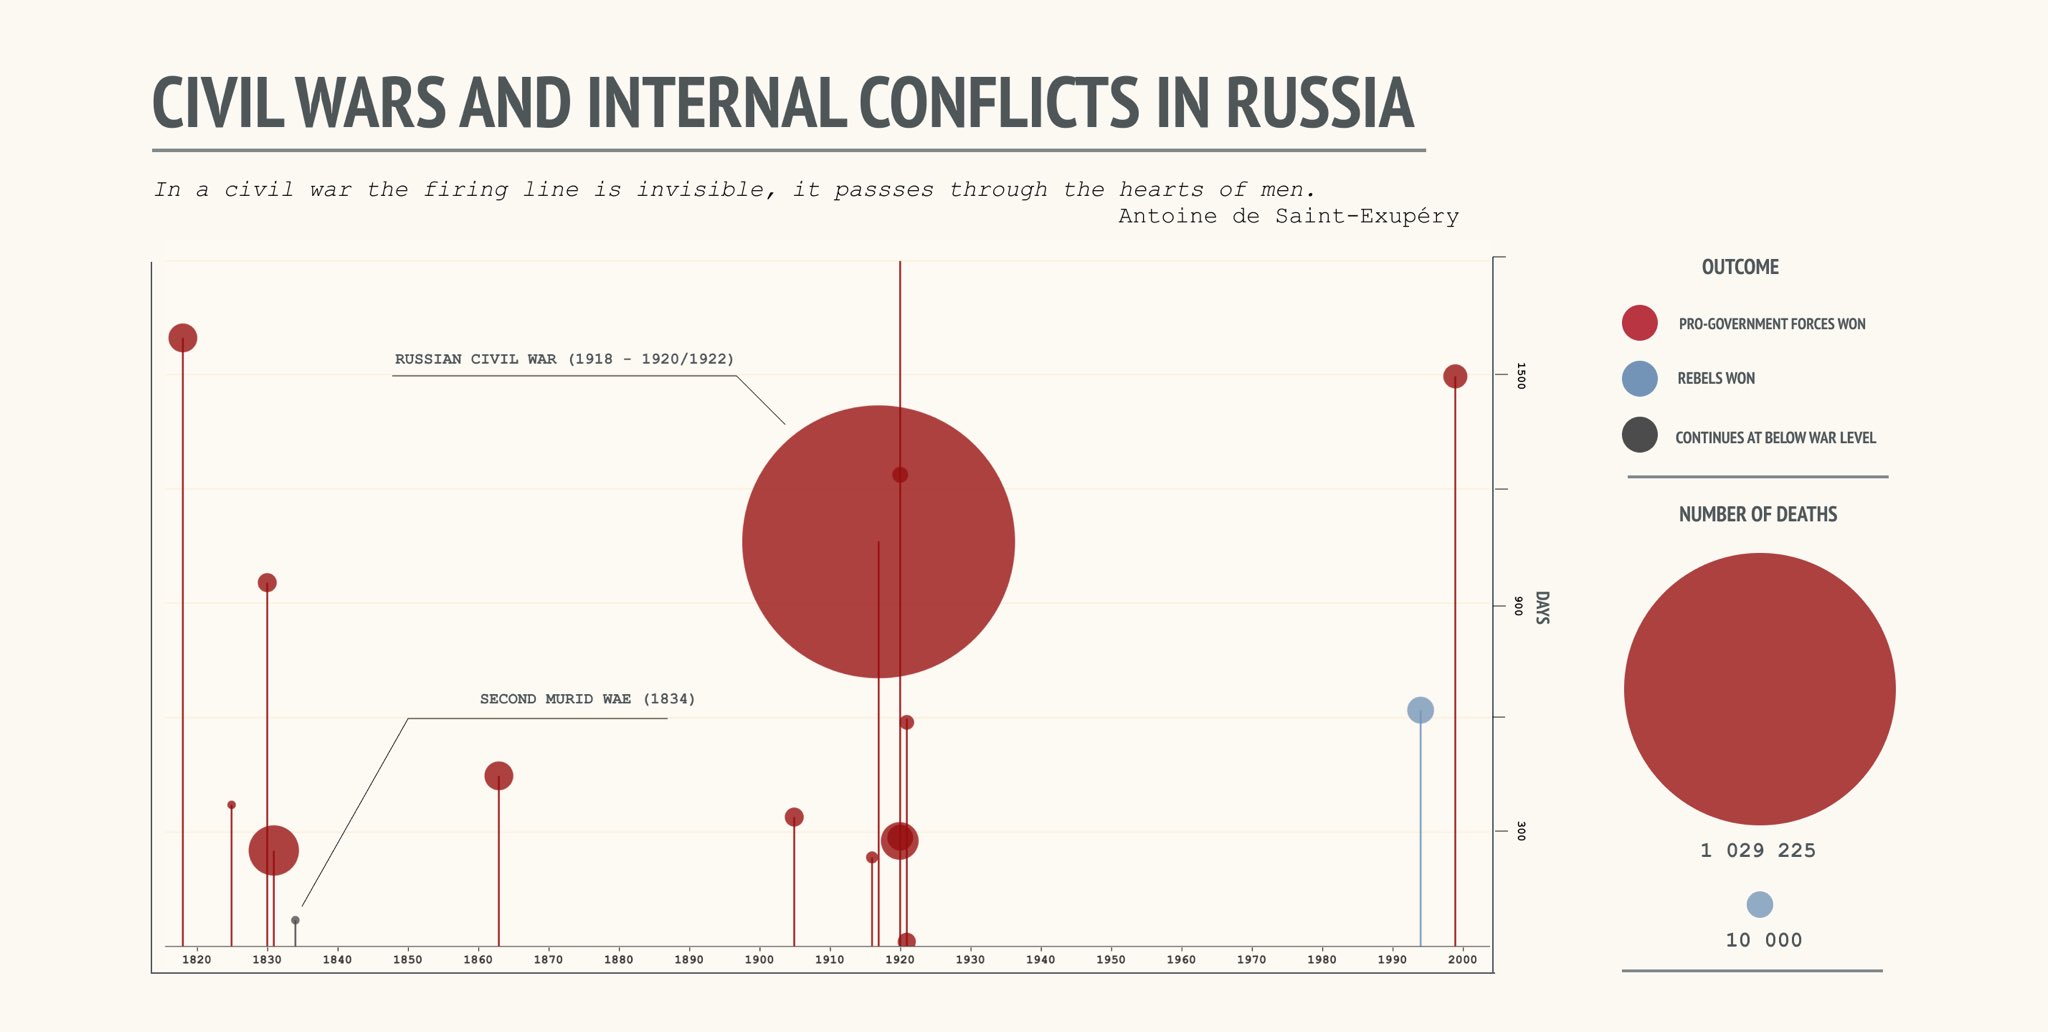 CIVIL WARS AND INTERNAL CONFLICTS IN RUSSIA
In a civil war the firing line is invisible, it passses through the hearts of men.
Antoine de Saint-Exupéry
RUSSIAN CIVIL WAR (1918 - 1920/1922)
SECOND MURID WAE (1834)
1500
900
300
DAYS
1820 1830 1840 1850 1860 1870 1880 1890 1900 1910 1920 1930 1940 1950 1960 1970 1980 1990 2000
OUTCOME
PRO-GOVERNMENT FORCES WON
REBELS WON
CONTINUES AT BELOW WAR LEVEL
NUMBER OF DEATHS
1 029 225
10 000